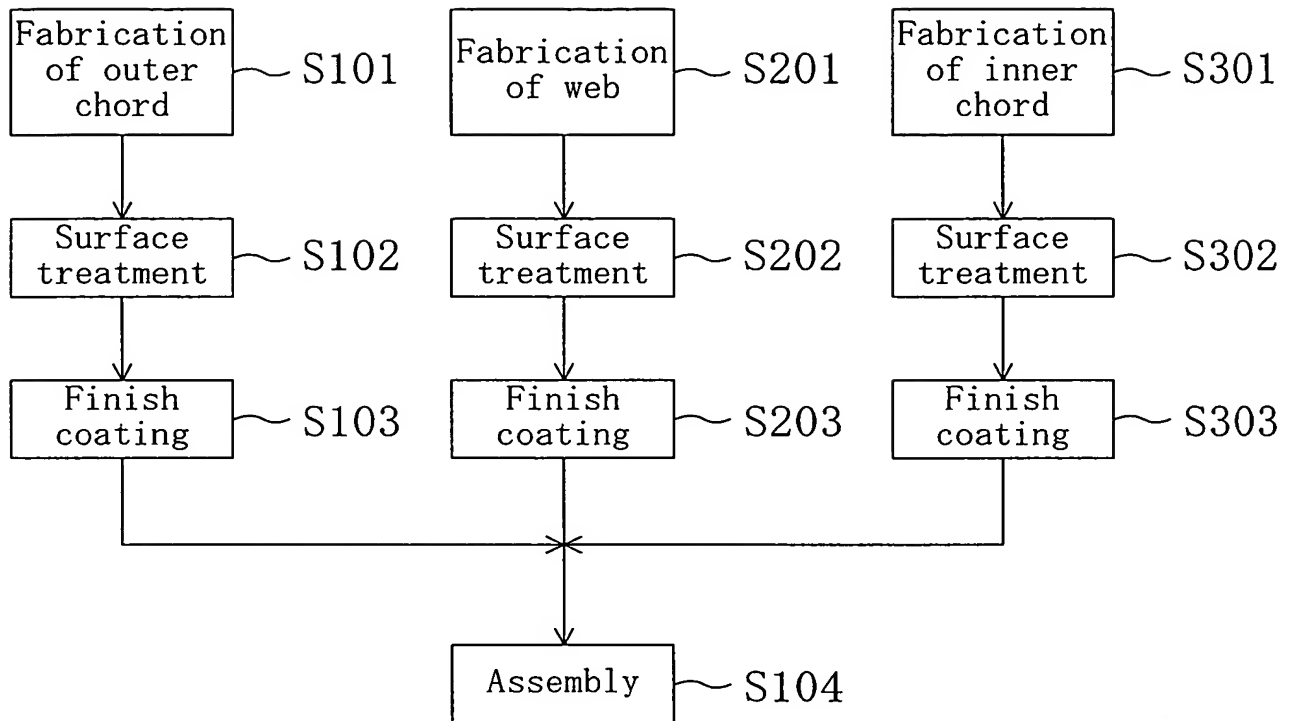 Fabrication
of outer
chord
S101
Fabrication
of web
S201
Fabrication
of inner
chord
S301
Surface
treatment
S102
Surface
treatment
S202
Surface
treatment
S302
Finish
coating
S103
Finish
coating
S203
Finish
coating
S303
Assembly
S104